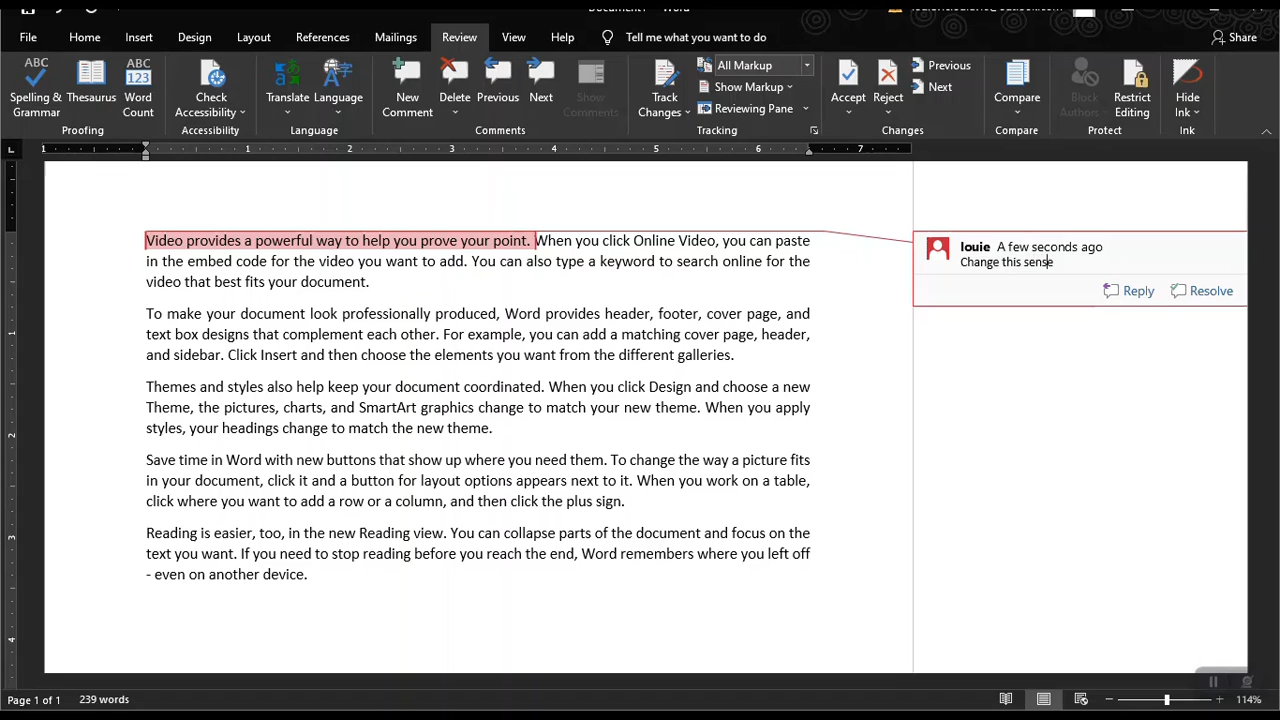 File Home Insert Design Layout References Mailings Review View Help Tell me what you want to do Share
ABC ABC All Markup Previous
123
Spelling & Thesaurus Word Check Translate Language New Delete Previous Next Show Track Show Markup Accept Reject Next Compare Block Restrict Hide
Grammar Count Accessibility Comment Comments Changes Reviewing Pane Authors Editing Ink
Proofing Accessibility Language Comments Tracking Changes Compare Protect Ink
1 1 2 3 4 5 6 7
Video provides a powerful way to help you prove your point. When you click Online Video, you can paste
in the embed code for the video you want to add. You can also type a keyword to search online for the
video that best fits your document.
To make your document look professionally produced, Word provides header, footer, cover page, and
text box designs that complement each other. For example, you can add a matching cover page, header,
and sidebar. Click Insert and then choose the elements you want from the different galleries.
Themes and styles also help keep your document coordinated. When you click Design and choose a new
Theme, the pictures, charts, and SmartArt graphics change to match your new theme. When you apply
styles, your headings change to match the new theme.
Save time in Word with new buttons that show up where you need them. To change the way a picture fits
in your document, click it and a button for layout options appears next to it. When you work on a table,
click where you want to add a row or a column, and then click the plus sign.
Reading is easier, too, in the new Reading view. You can collapse parts of the document and focus on the
text you want. If you need to stop reading before you reach the end, Word remembers where you left off
- even on another device.
louie A few seconds ago
Change this sense
Reply Resolve
1
2
3
4
Page 1 of 1 239 words 114%